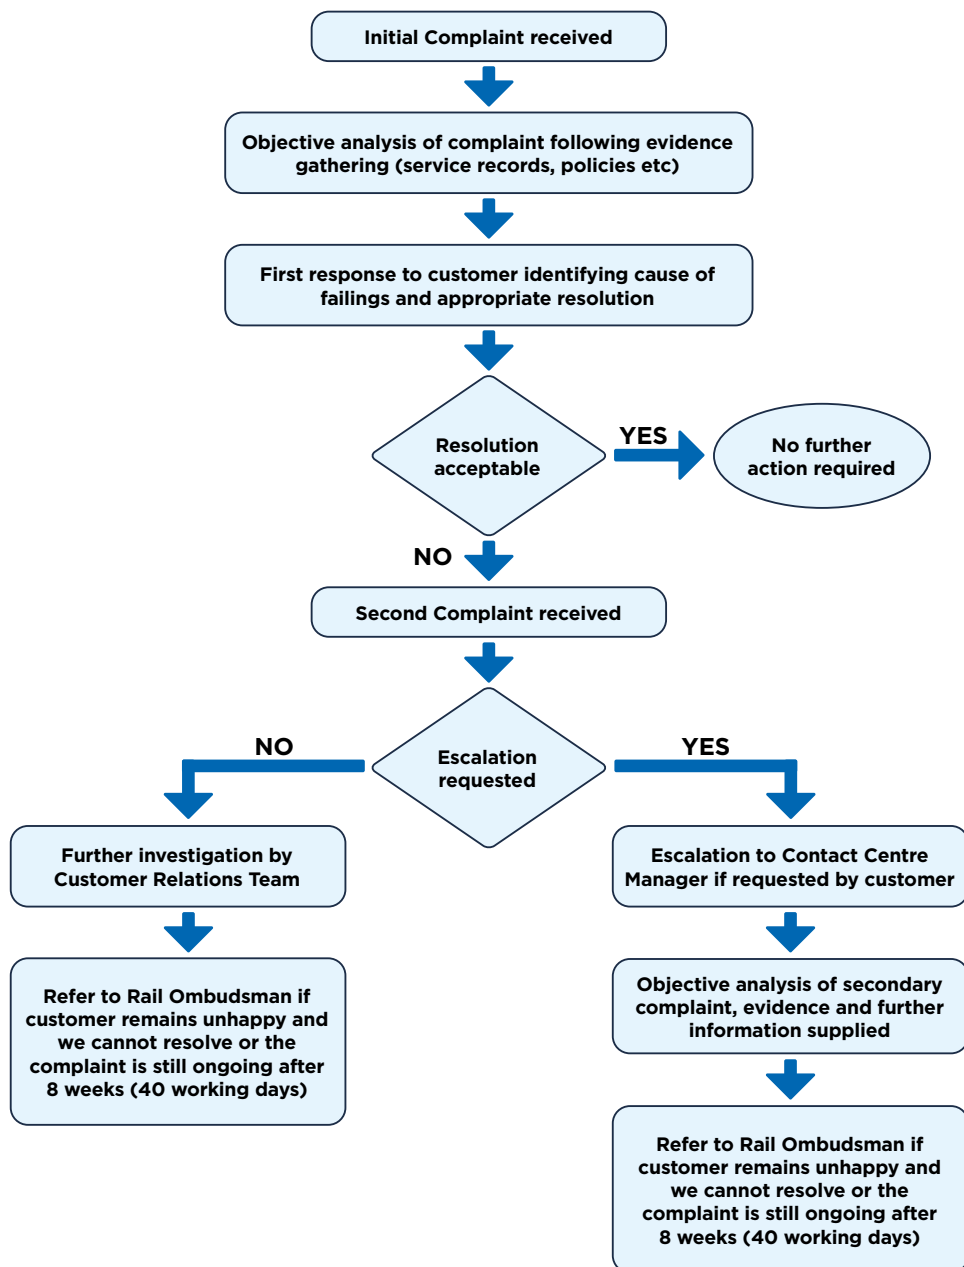 Initial Complaint received
Objective analysis of complaint following evidence
gathering (service records, policies etc)
First response to customer identifying cause of
failings and appropriate resolution
Resolution
acceptable
YES
No further
action required
NO
Second Complaint received
Escalation
requested
NO
YES
Further investigation by
Customer Relations Team
Refer to Rail Ombudsman if
customer remains unhappy and
we cannot resolve or the
complaint is still ongoing after
8 weeks (40 working days)
Escalation to Contact Centre
Manager if requested by customer
Objective analysis of secondary
complaint, evidence and further
information supplied
Refer to Rail Ombudsman if
customer remains unhappy and
we cannot resolve or the
complaint is still ongoing after
8 weeks (40 working days)